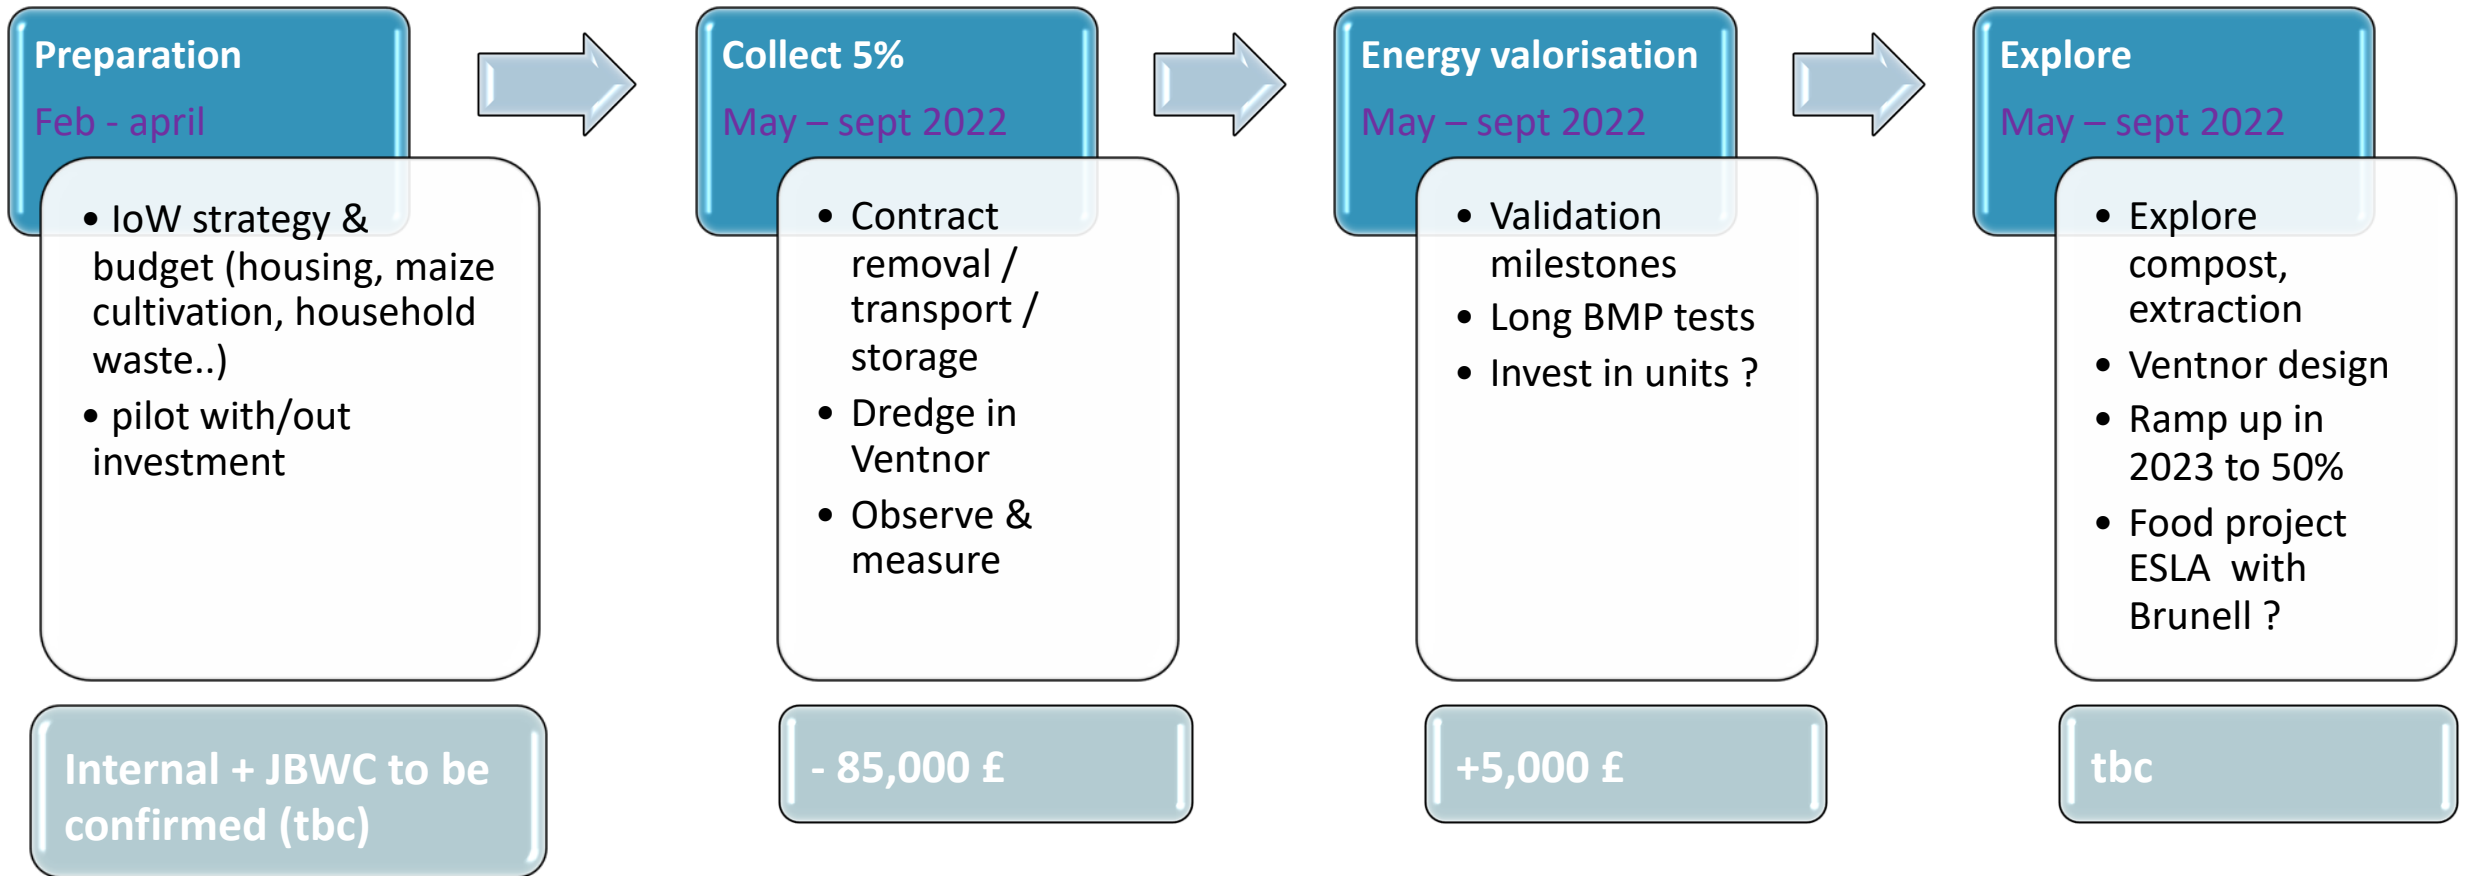 Preparation
Feb - april
• IoW strategy &
budget (housing, maize
cultivation, household
waste..)
• pilot with/out
investment
Internal + JBWC to be
confirmed (tbc)
Collect 5%
May – sept 2022
• Contract
removal /
transport /
storage
• Dredge in
Ventnor
• Observe &
measure
- 85,000 £
Energy valorisation
May – sept 2022
• Validation
milestones
• Long BMP tests
• Invest in units ?
+5,000 £
Explore
May – sept 2022
• Explore
compost,
extraction
• Ventnor design
• Ramp up in
2023 to 50%
• Food project
ESLA with
Brunell ?
tbc